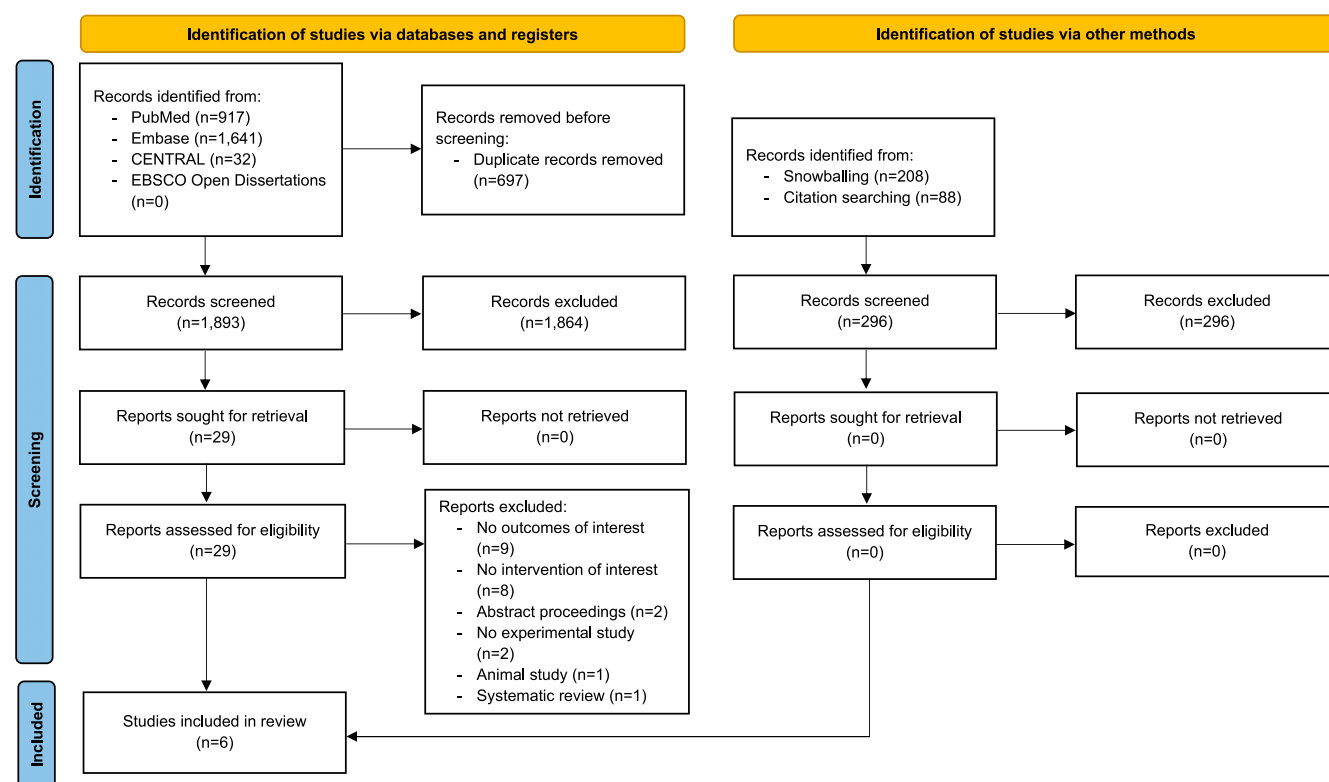 Identification of studies via databases and registers
Identification of studies via other methods
Identification
Records identified from:
- PubMed (n=917)
- Embase (n=1,641)
- CENTRAL (n=32)
- EBSCO Open Dissertations
(n=0)
Records removed before
screening:
- Duplicate records removed
(n=697)
Records identified from:
- Snowballing (n=208)
- Citation searching (n=88)
Screening
Records screened
(n=1,893)
Records excluded
(n=1,864)
Records screened
(n=296)
Records excluded
(n=296)
Reports sought for retrieval
(n=29)
Reports not retrieved
(n=0)
Reports sought for retrieval
(n=0)
Reports not retrieved
(n=0)
Reports assessed for eligibility
(n=29)
Reports excluded:
- No outcomes of interest
(n=9)
- No intervention of interest
(n=8)
- Abstract proceedings (n=2)
- No experimental study
(n=2)
- Animal study (n=1)
- Systematic review (n=1)
Reports assessed for eligibility
(n=0)
Reports excluded
(n=0)
Included
Studies included in review
(n=6)